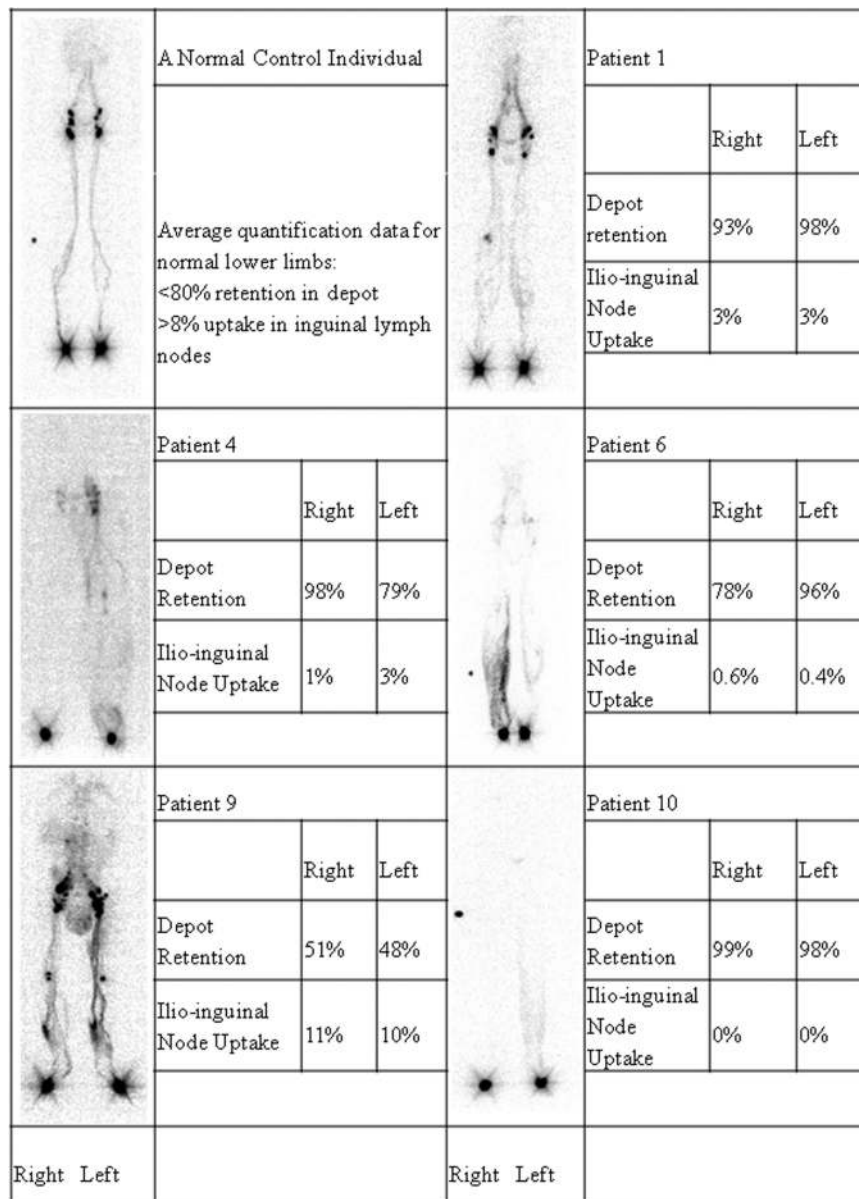 A Normal Control Individual
Average quantification data for
normal lower limbs:
<80% retention in depot
>8% uptake in inguinal lymph
nodes
Patient 1
Right Left
Depot
retention 93% 98%
Ilio-inguinal
Node
Uptake 3% 3%
Patient 4
Right Left
Depot
Retention 98% 79%
Ilio-inguinal
Node Uptake 1% 3%
Patient 6
Right Left
Depot
Retention 78% 96%
Ilio-inguinal
Node
Uptake 0.6% 0.4%
Patient 9
Right Left
Depot
Retention 51% 48%
Ilio-inguinal
Node Uptake 11% 10%
Patient 10
Right Left
Depot
Retention 99% 98%
Ilio-inguinal
Node
Uptake 0% 0%
Right Left
Right Left